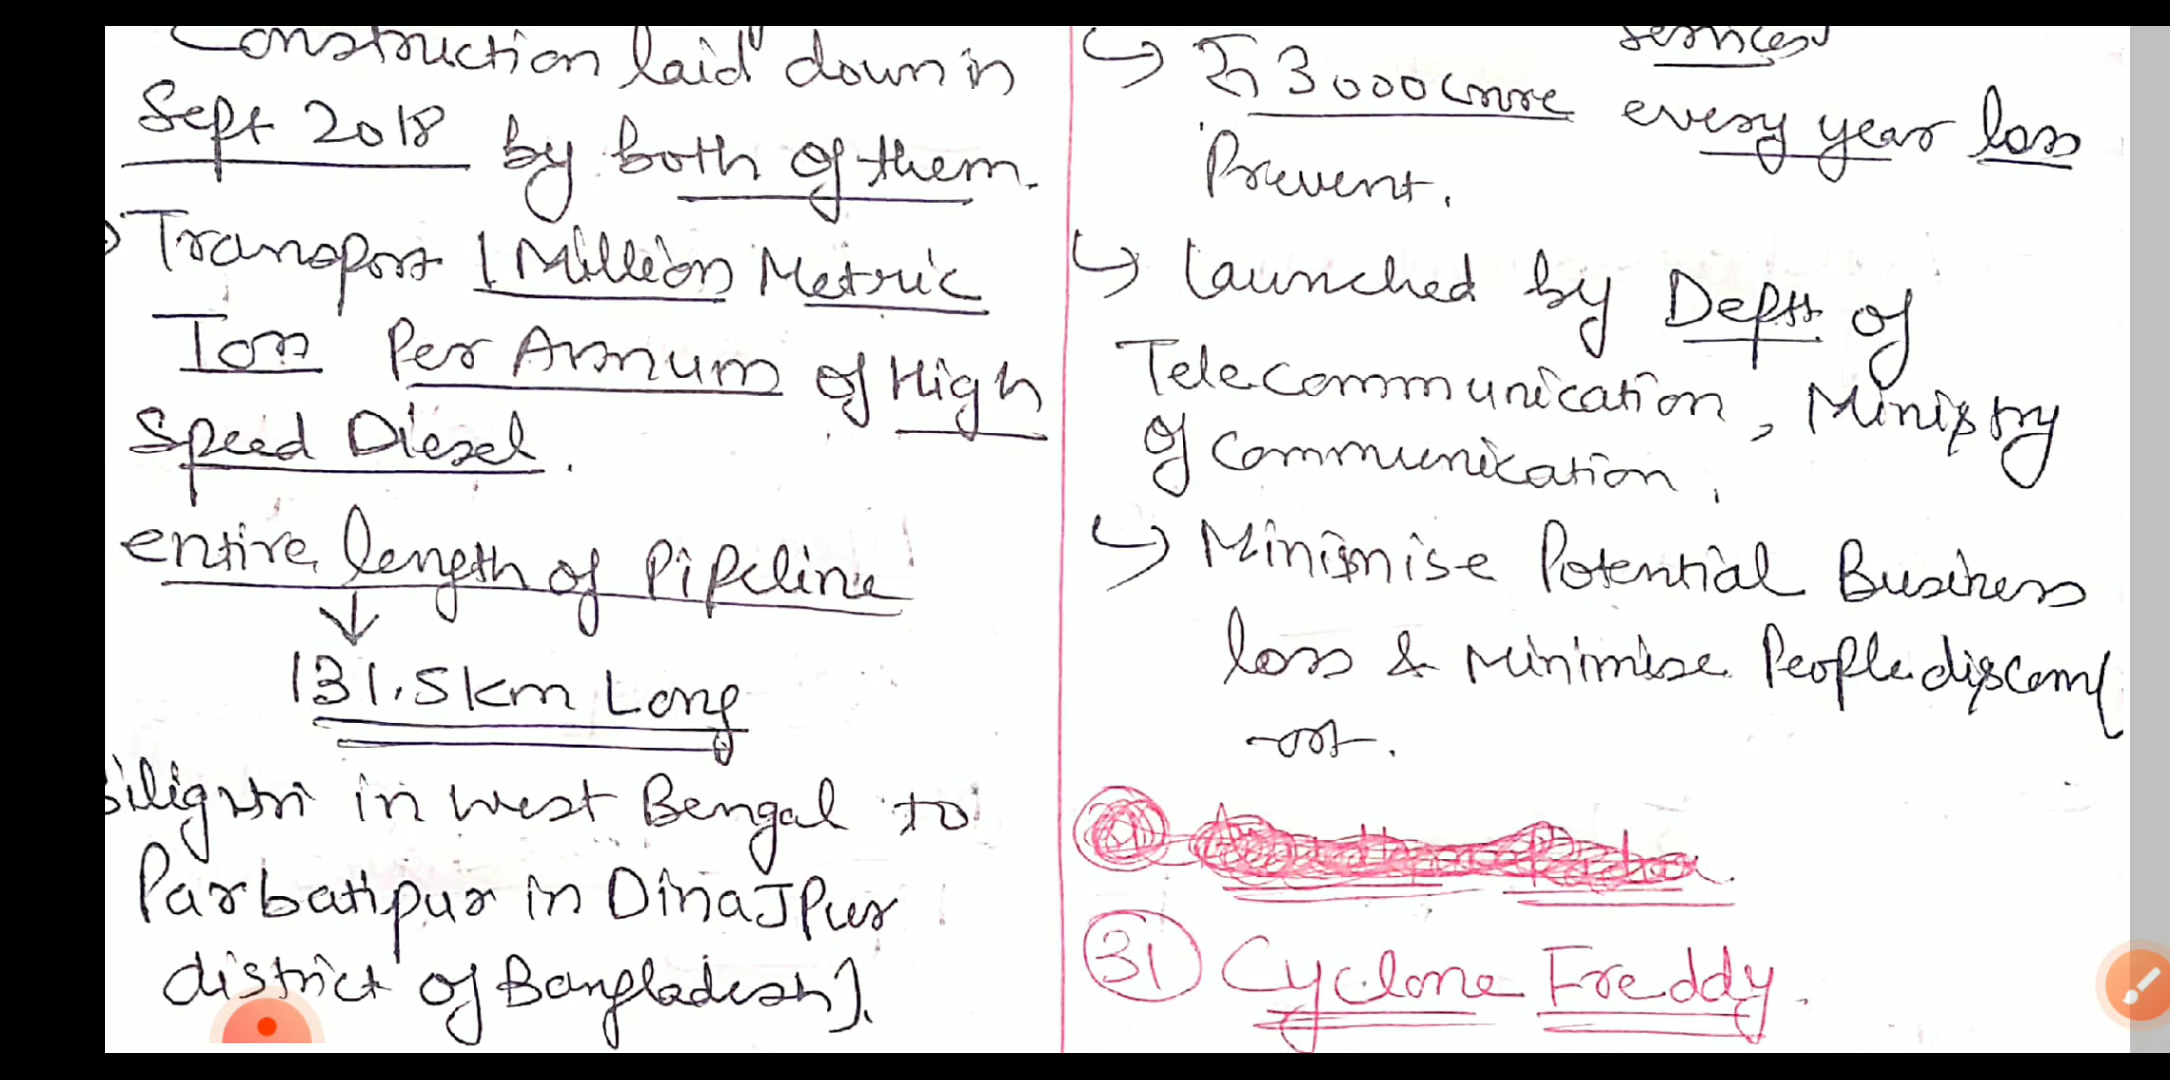 Construction laid down in
Sept 2018 by both of them.
Transport 1 Million Metric
Ton Per Annum of High
Speed Diesel.
entire length of Pipeline
↓
131.5km Long
Siliguri in west Bengal to
Parbatipur in Dinajpur
district of Bangladesh).
services
↳ ₹ 3000 crore every year loss
Prevent.
↳ Launched by Deptt of
Telecommunication, Ministry
of Communication.
↳ Minimise Potential Business
loss & Minimise People discomf
-ort.
31 Cyclone Freddy.